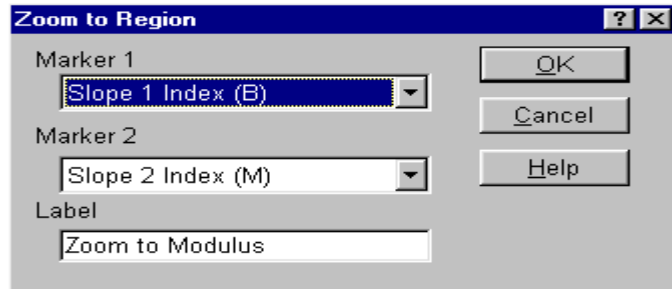 Zoom to Region
Marker 1
Slope 1 Index (B)
Marker 2
Slope 2 Index (M)
Label
Zoom to Modulus
OK
Cancel
Help